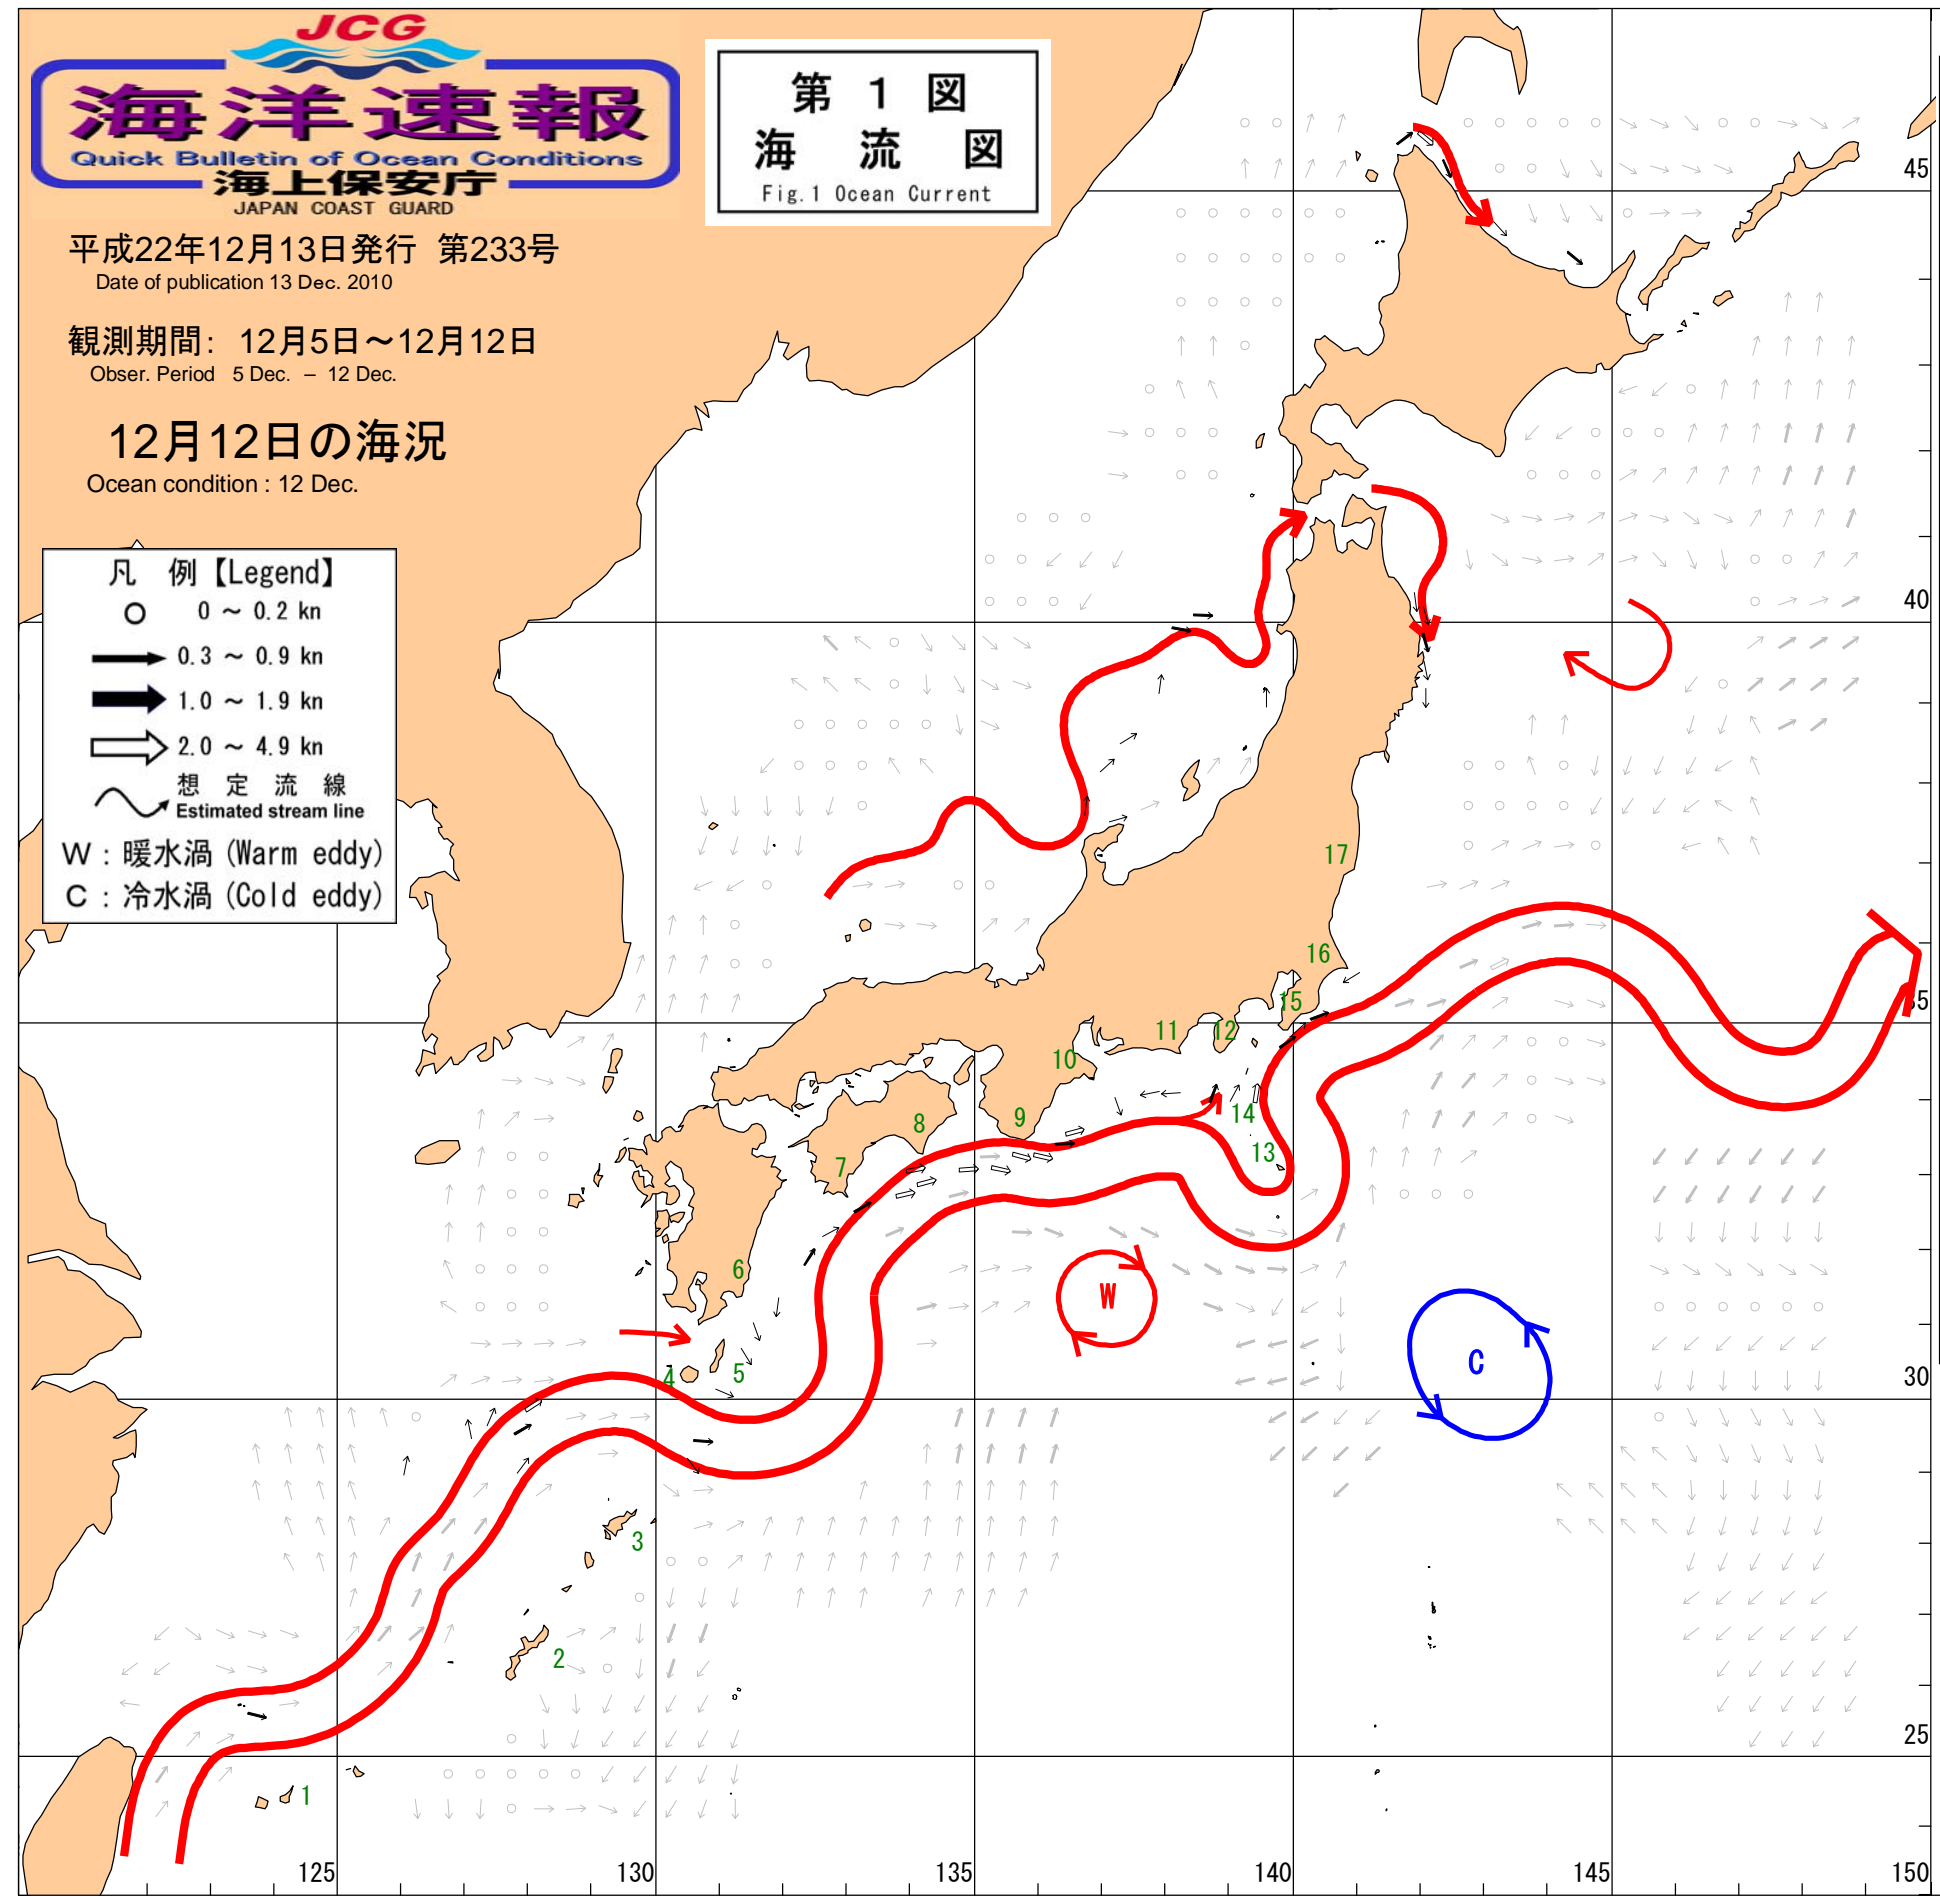 JCG
海洋速報
Quick Bulletin of Ocean Conditions
海上保安庁
JAPAN COAST GUARD
第 1 図
海 流 図
Fig.1 Ocean Current
平成22年12月13日発行 第233号
Date of publication 13 Dec. 2010
観測期間: 12月5日~12月12日
Obser. Period 5 Dec. – 12 Dec.
12月12日の海況
Ocean condition : 12 Dec.
凡 例【Legend】
0 ~ 0.2 kn
0.3 ~ 0.9 kn
1.0 ~ 1.9 kn
2.0 ~ 4.9 kn
想 定 流 線
Estimated stream line
W : 暖水渦 (Warm eddy)
C : 冷水渦 (Cold eddy)
45
40
17
16
15
35
11
12
10
14
9
8
13
7
6
W
C
5
4
30
3
2
25
1
125
130
135
140
145
150